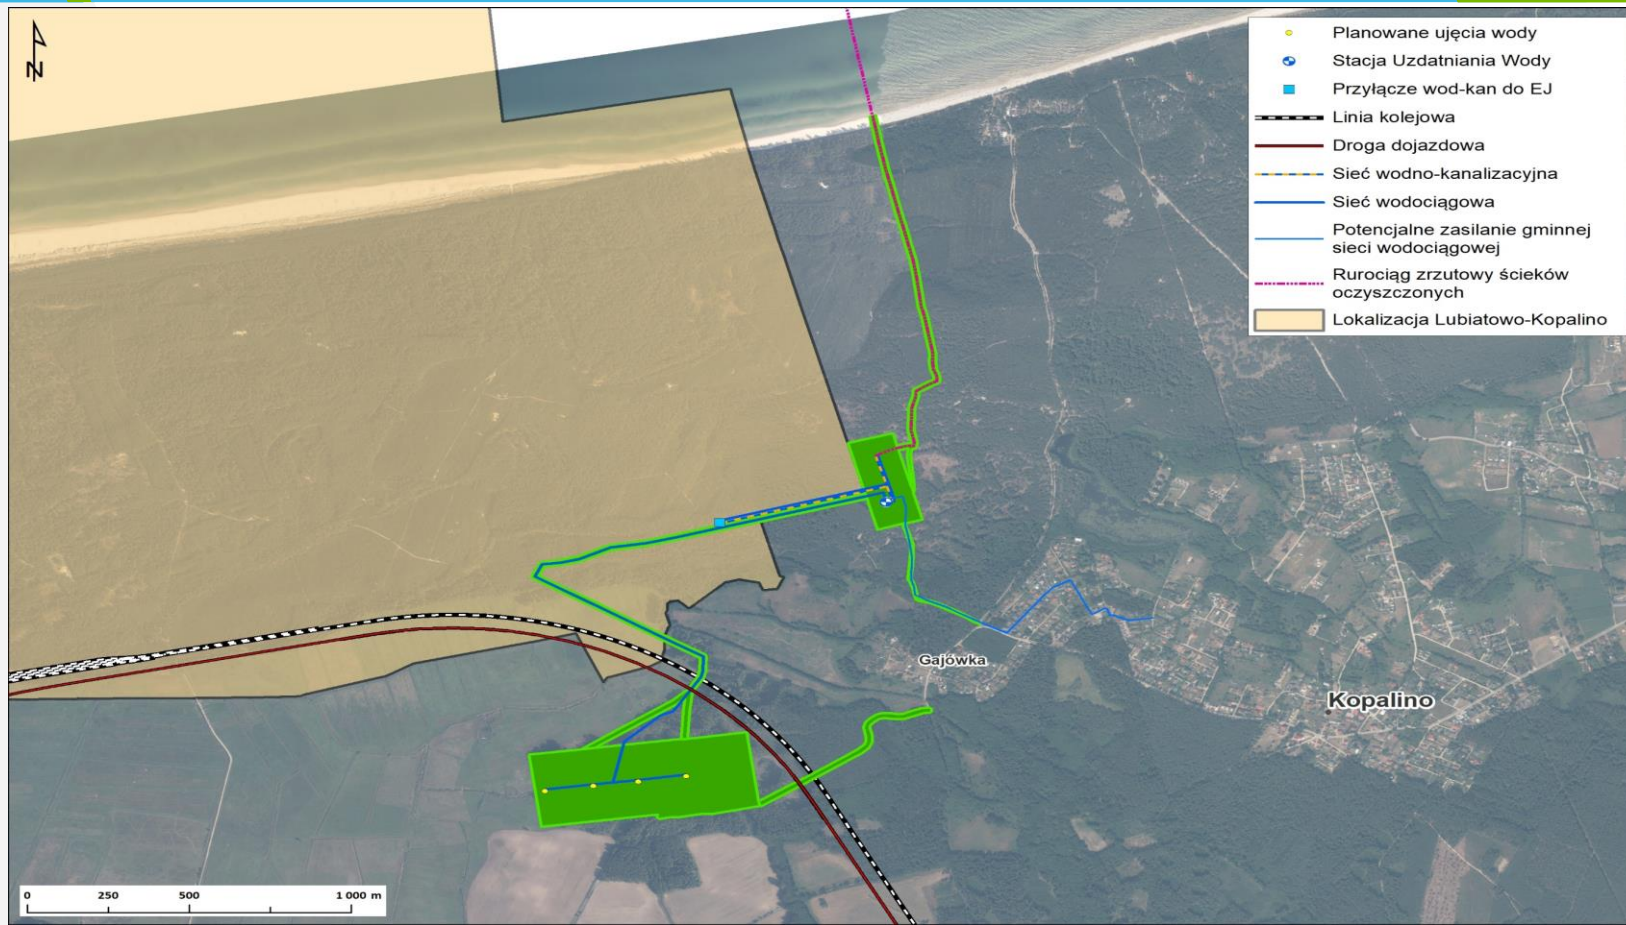 N
Planowane ujęcia wody
Stacja Uzdatniania Wody
Przyłącze wod-kan do EJ
Linia kolejowa
Droga dojazdowa
Sieć wodno-kanalizacyjna
Sieć wodociągowa
Potencjalne zasilanie gminnej
sieci wodociągowej
Rurociąg zrzutowy ścieków
oczyszczonych
Lokalizacja Lubiatowo-Kopalino
Gajówka
Kopalino
0 250 500 1 000 m